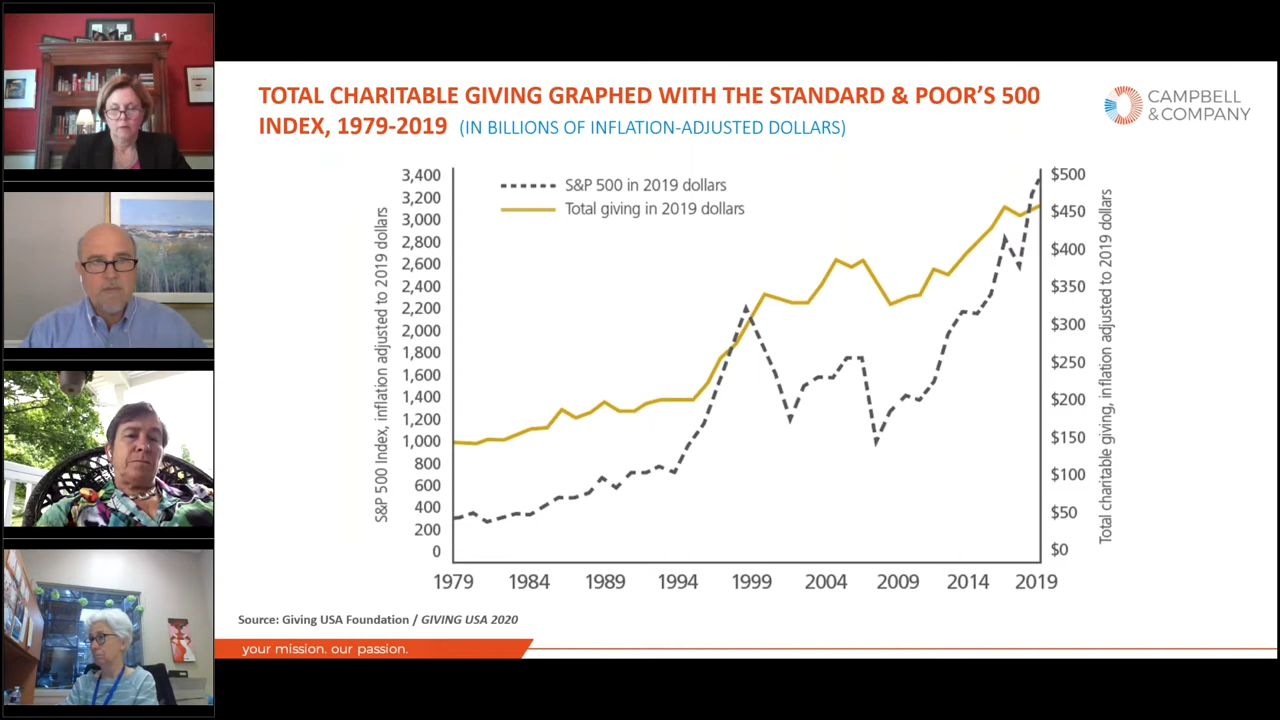 TOTAL CHARITABLE GIVING GRAPHED WITH THE STANDARD & POOR'S 500
INDEX, 1979-2019 (IN BILLIONS OF INFLATION-ADJUSTED DOLLARS)
CAMPBELL
&COMPANY
S&P 500 in 2019 dollars
Total giving in 2019 dollars
S&P 500 Index, inflation adjusted to 2019 dollars
3,400
3,200
3,000
2,800
2,600
2,400
2,200
2,000
1,800
1,600
1,400
1,200
1,000
800
600
400
200
0
$500
$450
$400
$350
$300
$250
$200
$150
$100
$50
$0
Total charitable giving, inflation adjusted to 2019 dollars
1979 1984 1989 1994 1999 2004 2009 2014 2019
Source: Giving USA Foundation / GIVING USA 2020
your mission. our passion.